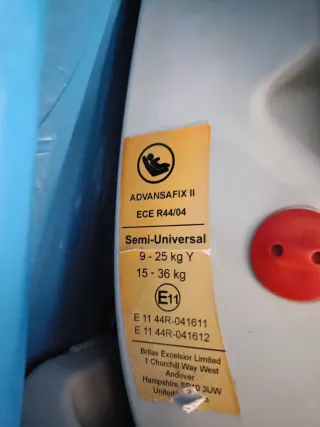 ADVANSAFIX II
ECE R44/04
Semi-Universal
9 - 25 kg Y
15 - 36 kg
E11
E 11 44R-041611
E 11 44R-041612
Britax Excelsior Limited
1 Churchill Way West
Andover
Hampshire 3UW
United